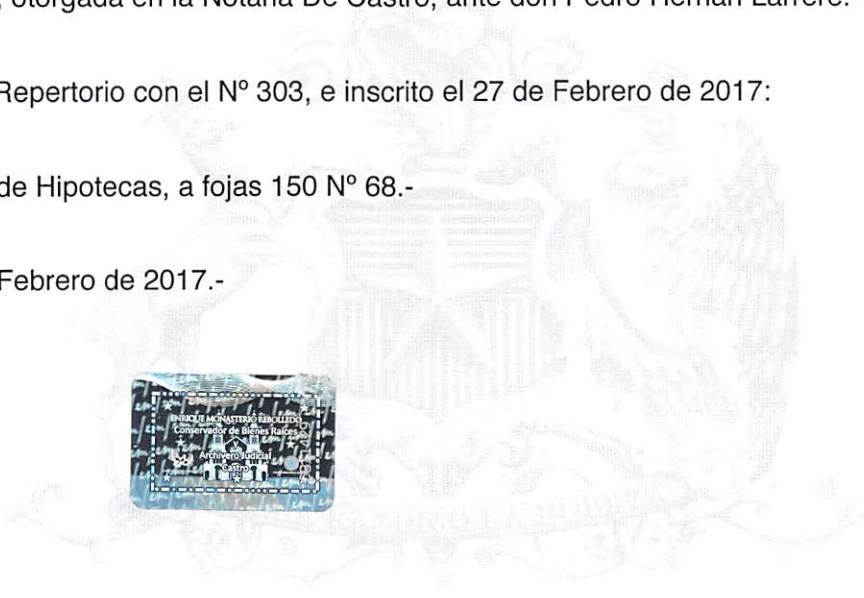 , otorgada en la Notaría De Castro, ante don Pedro Hernán Larrere.
Repertorio con el Nº 303, e inscrito el 27 de Febrero de 2017:
de Hipotecas, a fojas 150 Nº 68.-
Febrero de 2017.-
ENRIQUE MONASTERIO REBOLLEDO
Conservador de Bienes Raíces
Archivero Judicial
Castro